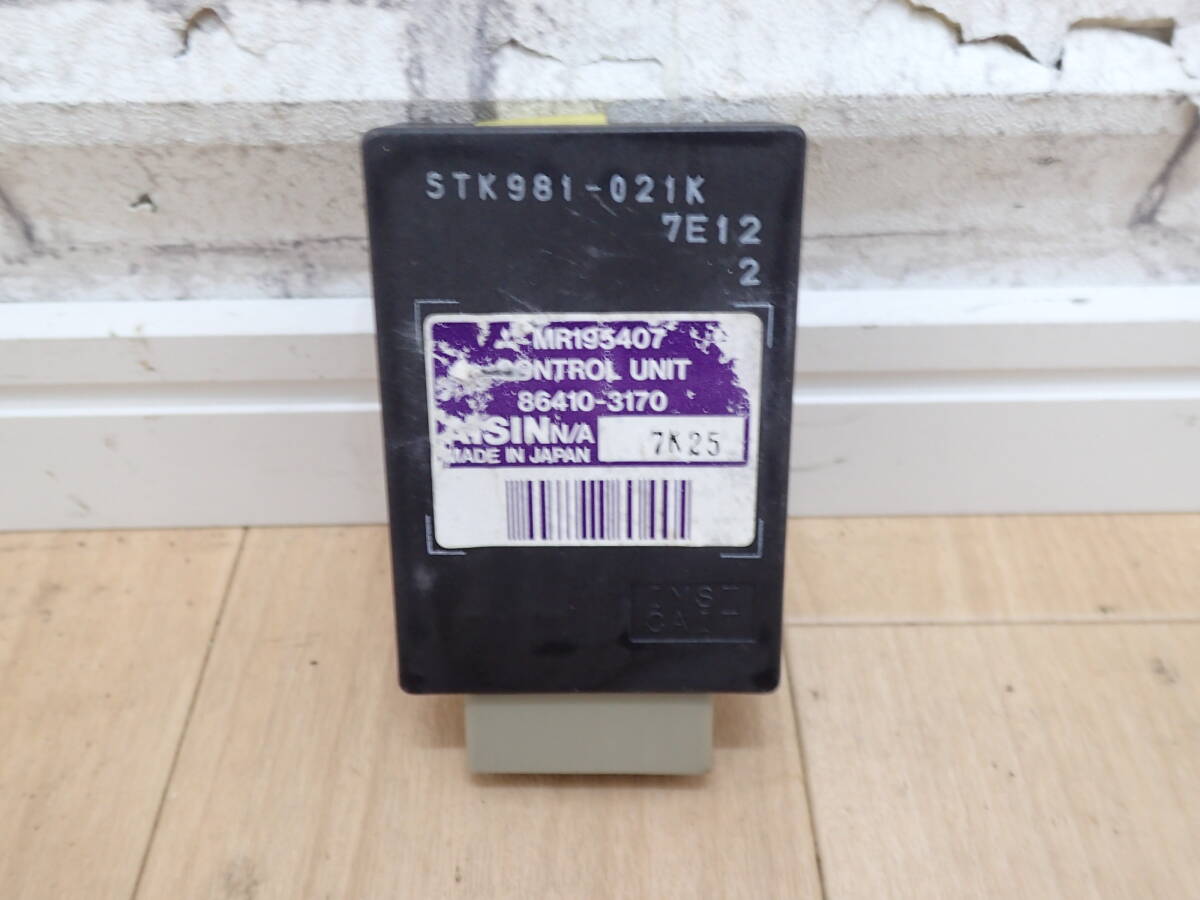 STK981-021K
7E12
2
MR195407
CONTROL UNIT
86410-3170
AISIN N/A
7K25
MADE IN JAPAN